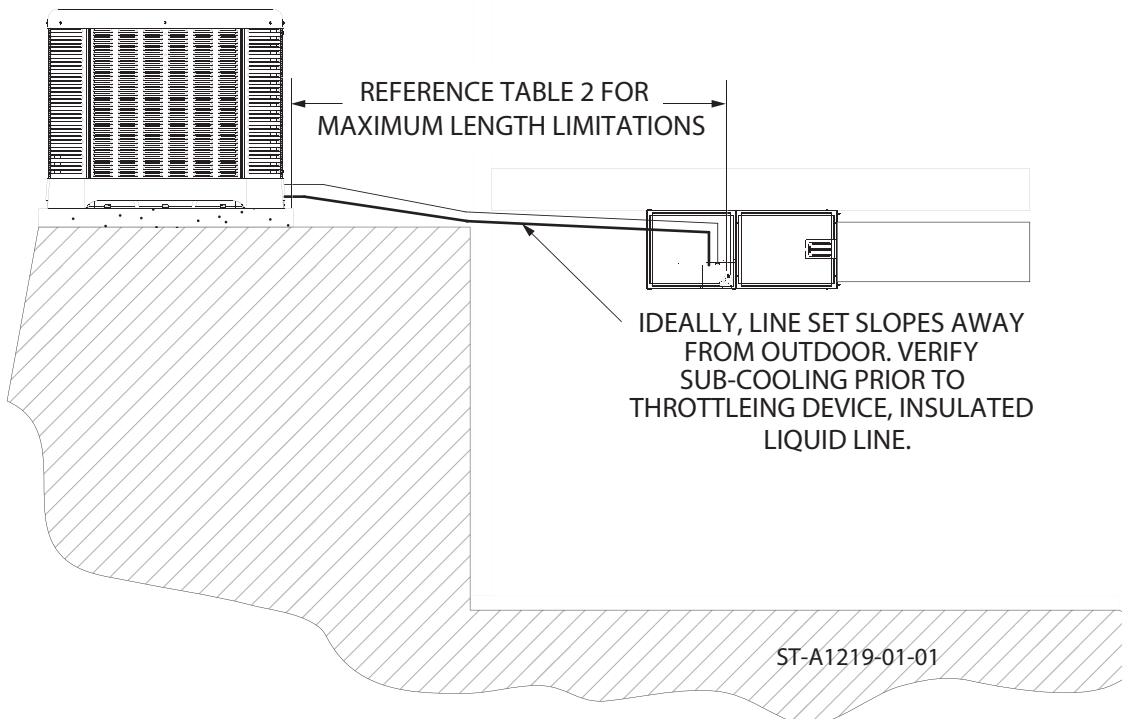 REFERENCE TABLE 2 FOR
MAXIMUM LENGTH LIMITATIONS
IDEALLY, LINE SET SLOPES AWAY
FROM OUTDOOR. VERIFY
SUB-COOLING PRIOR TO
THROTTLEING DEVICE, INSULATED
LIQUID LINE.
ST-A1219-01-01